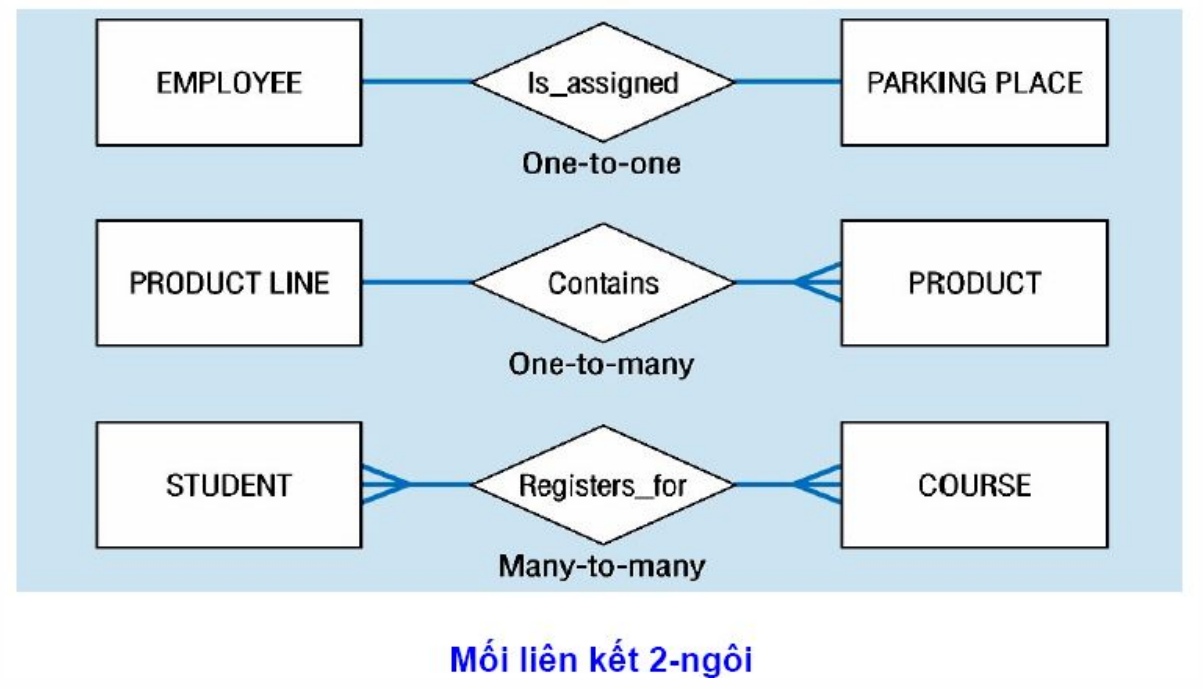 EMPLOYEE Is_assigned PARKING PLACE
One-to-one
PRODUCT LINE Contains PRODUCT
One-to-many
STUDENT Registers_for COURSE
Many-to-many
Mối liên kết 2-ngôi